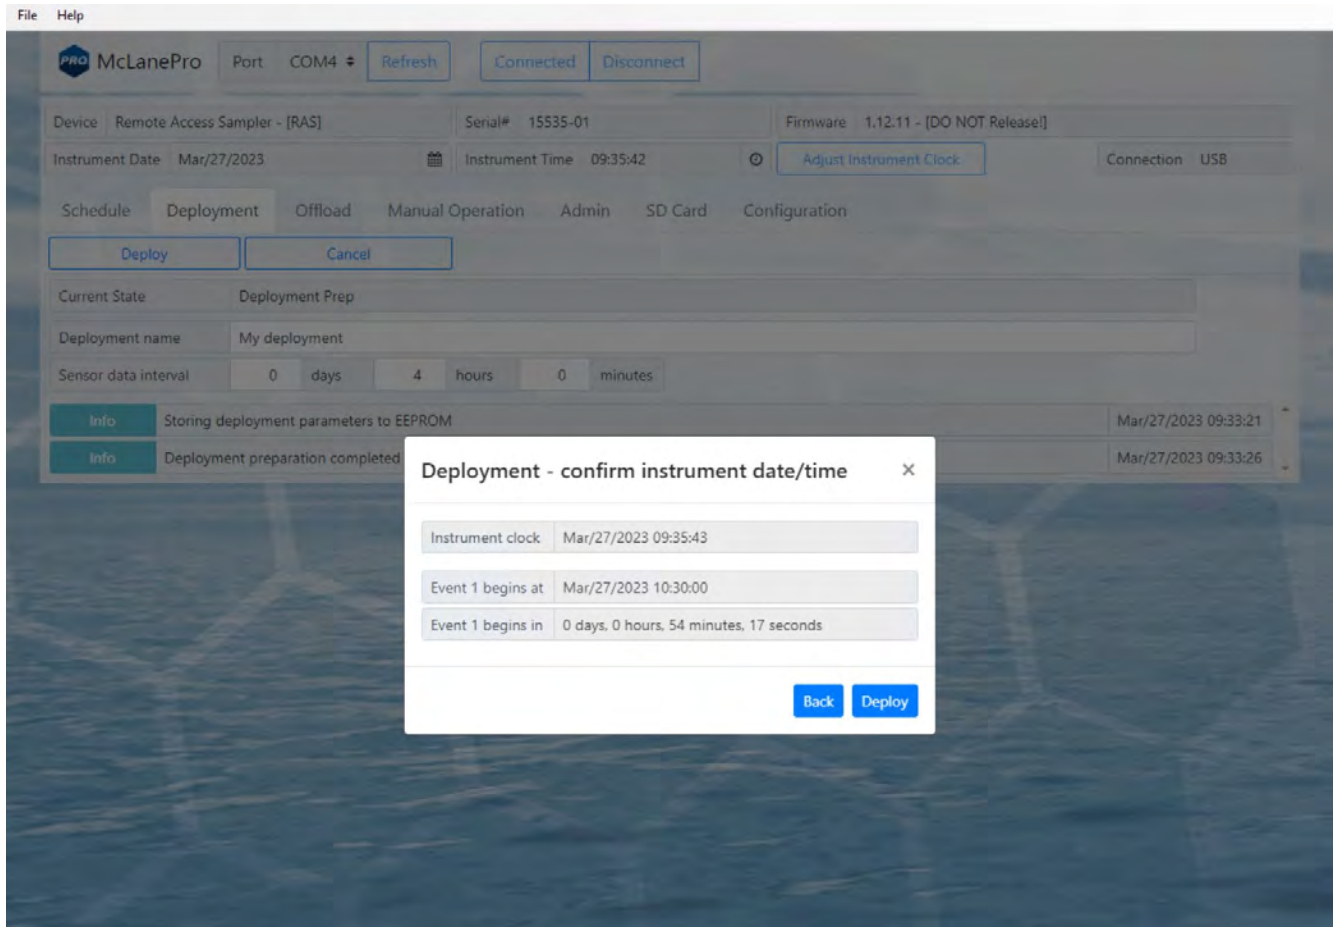 File Help
PRO McLanePro Port COM4 Refresh Connected Disconnect
Device Remote Access Sampler - [RAS] Serial# 15535-01 Firmware 1.12.11 - [DO NOT Release!]
Instrument Date Mar/27/2023 Instrument Time 09:35:42 Adjust Instrument Clock Connection USB
Schedule Deployment Offload Manual Operation Admin SD Card Configuration
Deploy Cancel
Current State Deployment Prep
Deployment name My deployment
Sensor data interval 0 days 4 hours 0 minutes
Info Storing deployment parameters to EEPROM Mar/27/2023 09:33:21
Info Deployment preparation completed Mar/27/2023 09:33:26
Deployment - confirm instrument date/time ×
Instrument clock Mar/27/2023 09:35:43
Event 1 begins at Mar/27/2023 10:30:00
Event 1 begins in 0 days, 0 hours, 54 minutes, 17 seconds
Back Deploy